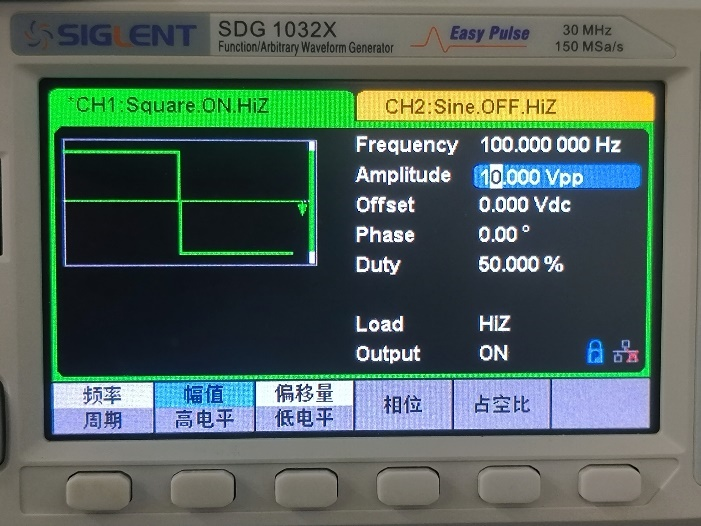 SIGLENT
SDG 1032X
Function/Arbitrary Waveform Generator
Easy Pulse
30 MHz
150 MSa/s
*CH1:Square.ON.HiZ
CH2:Sine.OFF.HiZ
Frequency 100.000 000 Hz
Amplitude 10.000 Vpp
Offset 0.000 Vdc
Phase 0.00 °
Duty 50.000 %
Load HiZ
Output ON
频率 幅值 偏移量 相位 占空比
周期 高电平 低电平